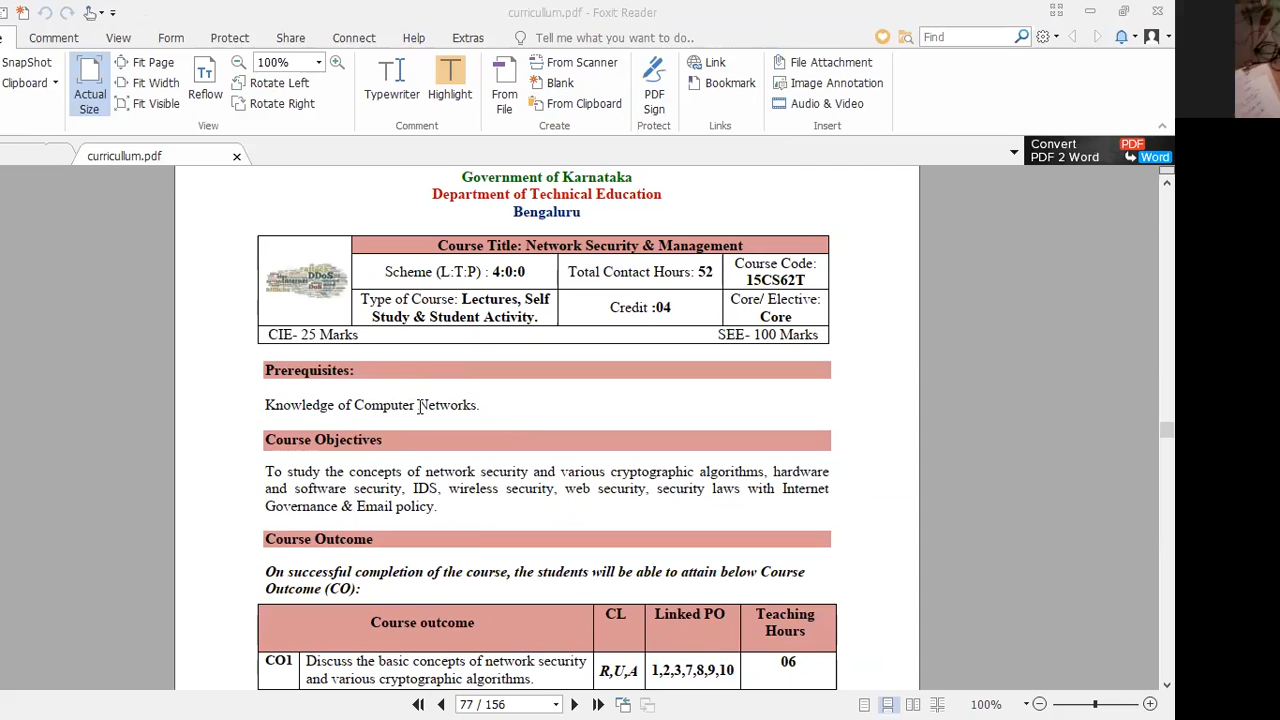 curriculum.pdf - Foxit Reader
Comment View Form Protect Share Connect Help Extras Tell me what you want to do.. Find
SnapShot
Clipboard
Actual Size
Fit Page
Fit Width
Fit Visible
Reflow
100%
Rotate Left
Rotate Right
View
Typewriter
Highlight
Comment
From File
From Scanner
Blank
From Clipboard
Create
PDF Sign
Protect
Link
Bookmark
Links
File Attachment
Image Annotation
Audio & Video
Insert
curriculum.pdf
Convert PDF
PDF 2 Word Word
Government of Karnataka
Department of Technical Education
Bengaluru
DDoS
Course Title: Network Security & Management
Scheme (L:T:P) : 4:0:0
Total Contact Hours: 52
Course Code:
15CS62T
Type of Course: Lectures, Self
Study & Student Activity.
Credit :04
Core/ Elective:
Core
CIE- 25 Marks SEE- 100 Marks
Prerequisites:
Knowledge of Computer Networks.
Course Objectives
To study the concepts of network security and various cryptographic algorithms, hardware
and software security, IDS, wireless security, web security, security laws with Internet
Governance & Email policy.
Course Outcome
On successful completion of the course, the students will be able to attain below Course
Outcome (CO):
Course outcome
CL
Linked PO
Teaching
Hours
CO1
Discuss the basic concepts of network security
and various cryptographic algorithms.
R,U,A
1,2,3,7,8,9,10
06
77 / 156
100%